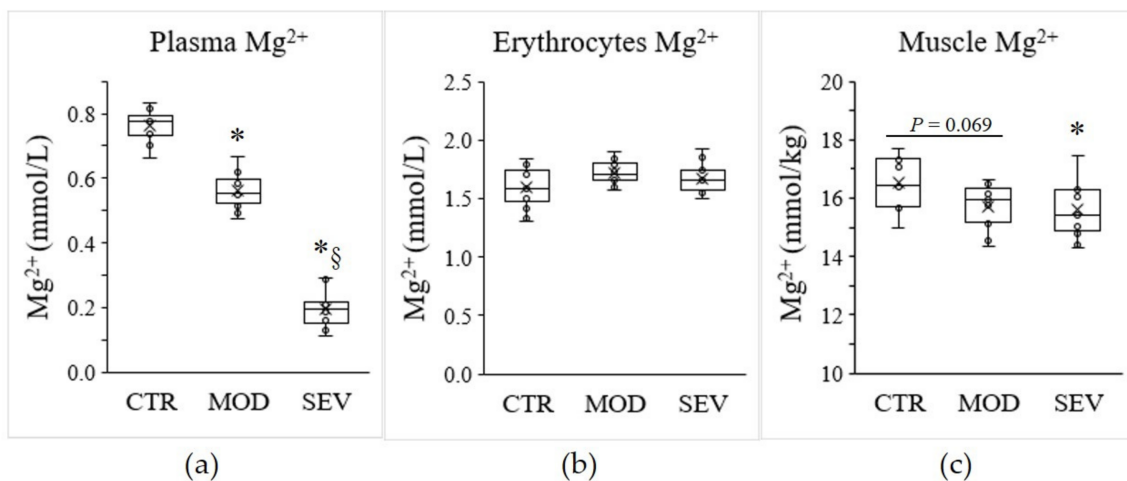 Plasma Mg²⁺
Mg²⁺ (mmol/L)
0.8
0.6
0.4
0.2
0.0
*
*§
CTR MOD SEV
(a)
Erythrocytes Mg²⁺
Mg²⁺ (mmol/L)
2.5
2.0
1.5
1.0
0.5
0.0
CTR MOD SEV
(b)
Muscle Mg²⁺
Mg²⁺ (mmol/kg)
20
18
16
14
12
10
P = 0.069
*
CTR MOD SEV
(c)